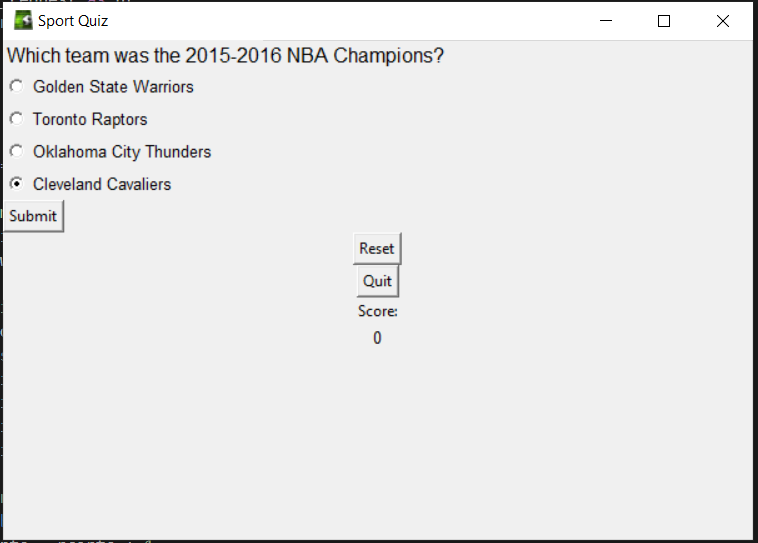 Sport Quiz
Which team was the 2015-2016 NBA Champions?
Golden State Warriors
Toronto Raptors
Oklahoma City Thunders
Cleveland Cavaliers
Submit
Reset
Quit
Score:
0